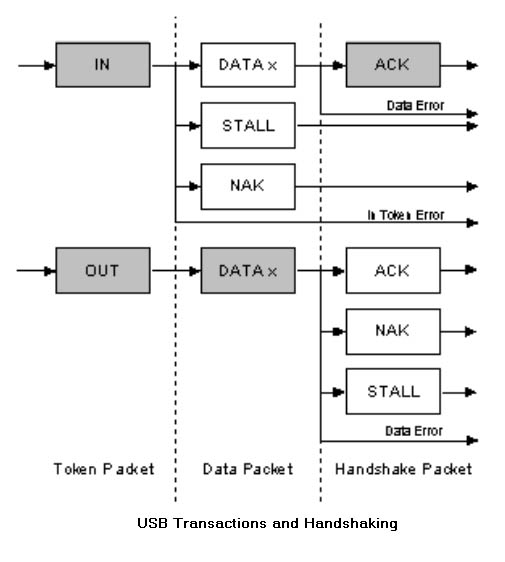 IN
DATA x
ACK
Data Error
STALL
NAK
In Token Error
OUT
DATA x
ACK
NAK
STALL
Data Error
Token Packet
Data Packet
Handshake Packet
USB Transactions and Handshaking